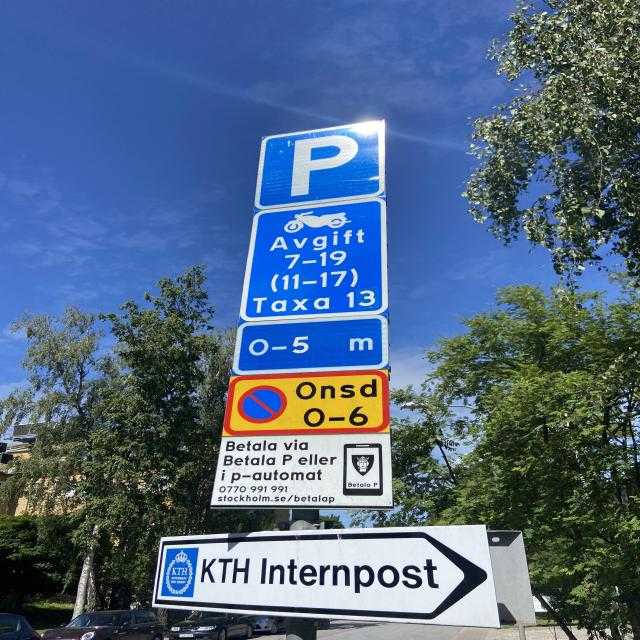 P
Avgift
7-19
(11-17)
Taxa 13
0-5 m
Onsd
0-6
Betala via
Betala P eller
i p-automat
0770 991 991
stockholm.se/betalap
Betala P
KTH
KTH Internpost